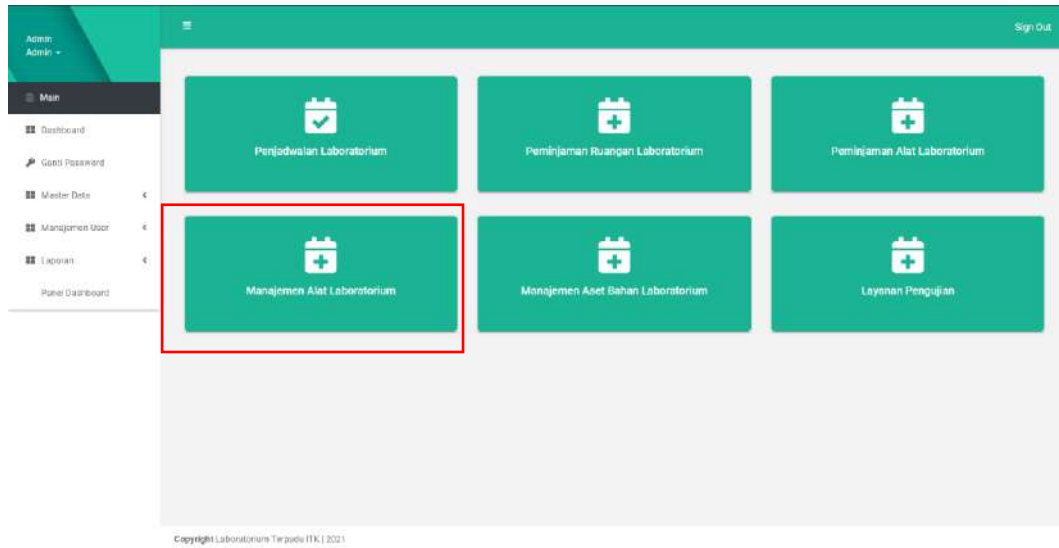 Admin
Admin
Sign Out
Main
Dashboard
Ganti Password
Master Data
Manajemen User
Laporan
Panel Dashboard
Penjadwalan Laboratorium
Peminjaman Ruangan Laboratorium
Peminjaman Alat Laboratorium
Manajemen Alat Laboratorium
Manajemen Aset Bahan Laboratorium
Layanan Pengujian
Copyright Laboratorium Terpadu ITK | 2021